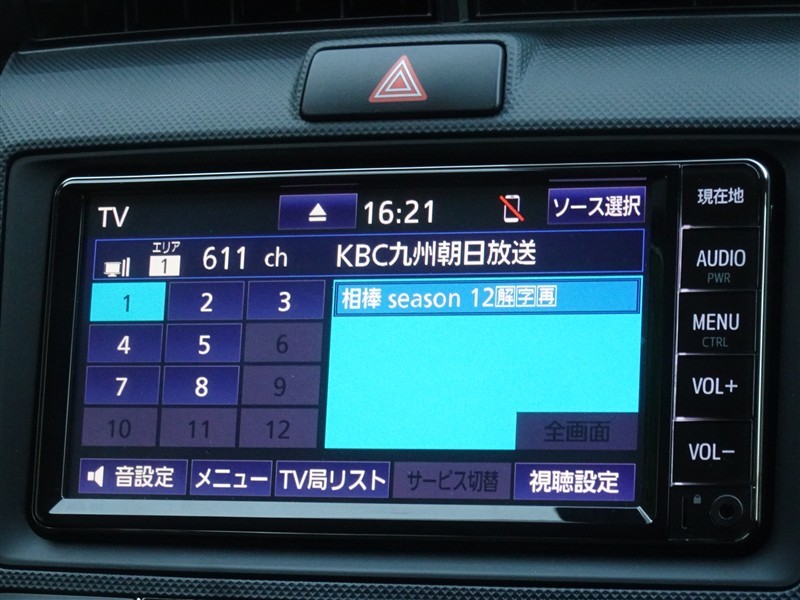 TV 16:21 ソース選択
エリア
1 611 ch KBC九州朝日放送
相棒 season 12解字再
1 2 3
4 5 6
7 8 9
10 11 12
全画面
音設定 メニュー TV局リスト サービス切替 視聴設定
現在地
AUDIO
PWR
MENU
CTRL
VOL+
VOL-